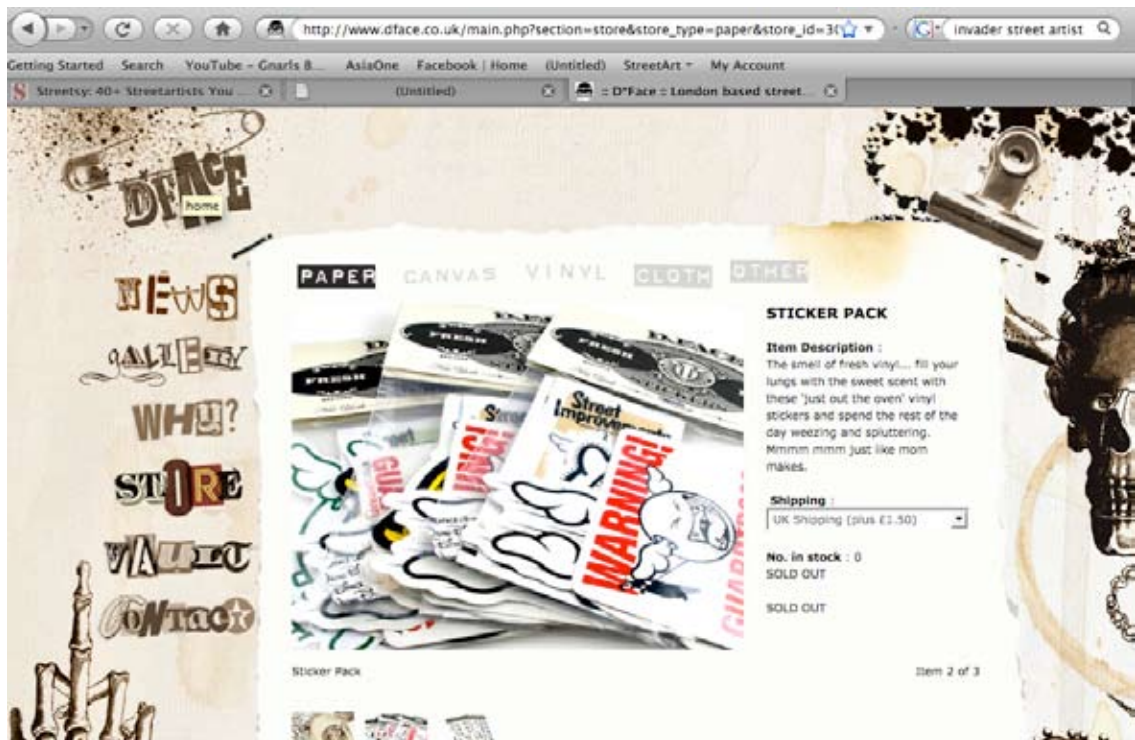 http://www.dface.co.uk/main.php?section=store&store_type=paper&store_id=3
invader street artist
Getting Started Search YouTube - Gnarls B... AsiaOne Facebook | Home (Untitled) StreetArt My Account
Streetsy: 40+ Streetartists You ... (Untitled) :: D*Face :: London based street...
DFACE
home
NEWS
GALLERY
WHY?
STORE
VAULT
CONTACT
PAPER CANVAS VINYL CLOTH OTHER
FRESH
FRESH
FRESH
Street
Improvements
WARNING!
STICKER PACK
Item Description :
The smell of fresh vinyl.... fill your
lungs with the sweet scent with
these 'just out the oven' vinyl
stickers and spend the rest of the
day weezing and spluttering.
Mmmm mmm just like mom
makes.
Shipping :
UK Shipping (plus £1.50)
No. in stock : 0
SOLD OUT
SOLD OUT
Sticker Pack
Item 2 of 3